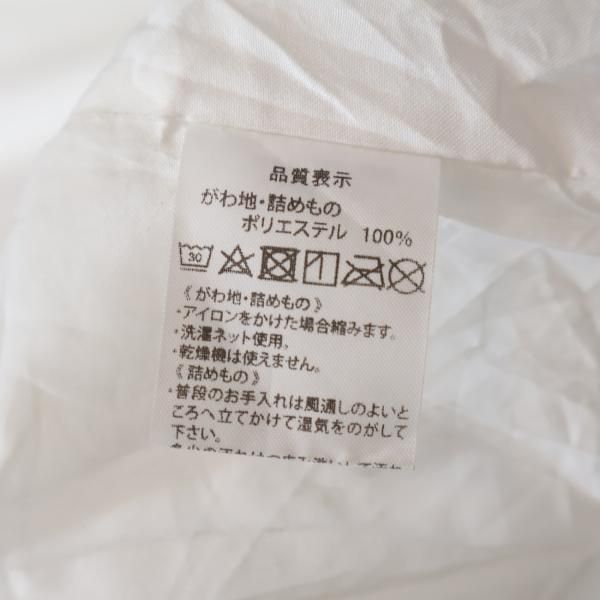 品質表示
がわ地・詰めもの
ポリエステル 100%
30
《がわ地・詰めもの》
・アイロンをかけた場合縮みます。
・洗濯ネット使用。
・乾燥機は使えません。
《詰めもの》
・普段のお手入れは風通しのよいと
ころへ立てかけて湿気をのがして
下さい。